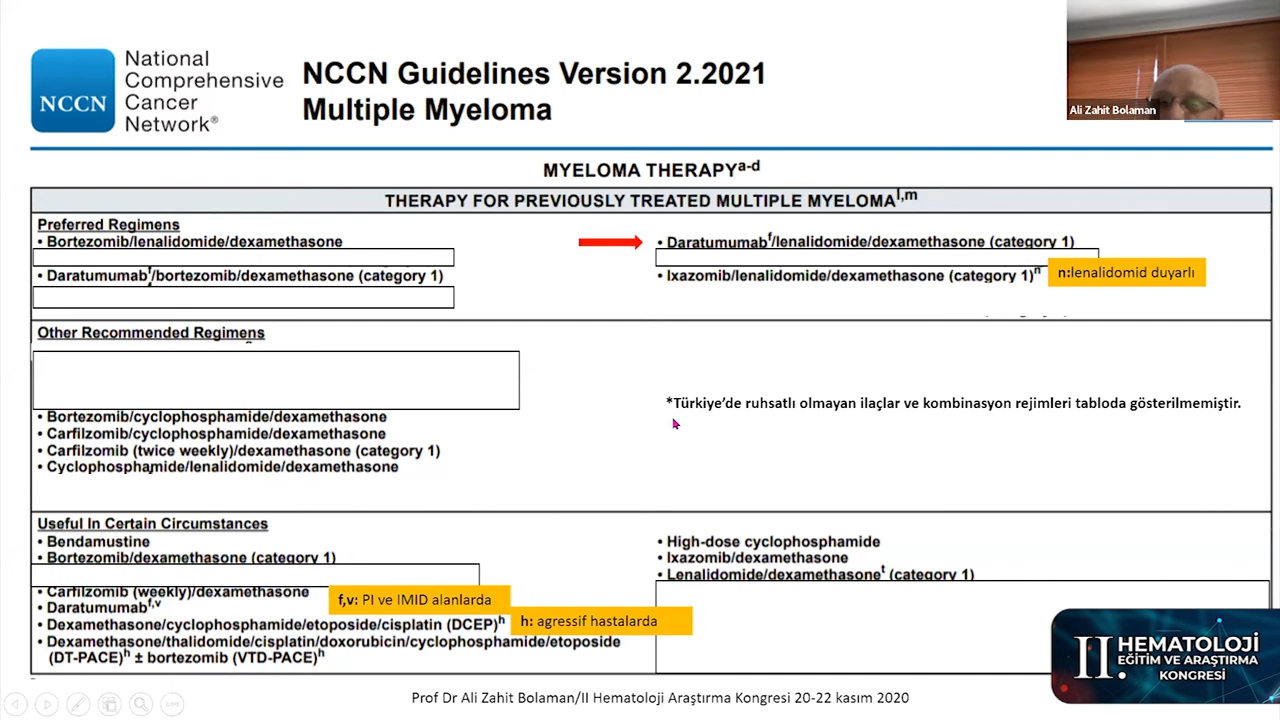 National
Comprehensive
Cancer
Network®
NCCN
NCCN Guidelines Version 2.2021
Multiple Myeloma
Ali Zahit Bolaman
MYELOMA THERAPYa-d
THERAPY FOR PREVIOUSLY TREATED MULTIPLE MYELOMAl,m
Preferred Regimens
• Bortezomib/lenalidomide/dexamethasone
• Daratumumabf/bortezomib/dexamethasone (category 1)
• Daratumumabf/lenalidomide/dexamethasone (category 1)
• Ixazomib/lenalidomide/dexamethasone (category 1)n
n:lenalidomid duyarlı
Other Recommended Regimens
• Bortezomib/cyclophosphamide/dexamethasone
• Carfilzomib/cyclophosphamide/dexamethasone
• Carfilzomib (twice weekly)/dexamethasone (category 1)
• Cyclophosphamide/lenalidomide/dexamethasone
*Türkiye’de ruhsatlı olmayan ilaçlar ve kombinasyon rejimleri tabloda gösterilmemiştir.
Useful In Certain Circumstances
• Bendamustine
• Bortezomib/dexamethasone (category 1)
• Carfilzomib (weekly)/dexamethasone
• Daratumumabf,v
f,v: PI ve IMID alanlarda
• Dexamethasone/cyclophosphamide/etoposide/cisplatin (DCEP)h
h: agressif hastalarda
• Dexamethasone/thalidomide/cisplatin/doxorubicin/cyclophosphamide/etoposide
(DT-PACE)h ± bortezomib (VTD-PACE)h
• High-dose cyclophosphamide
• Ixazomib/dexamethasone
• Lenalidomide/dexamethasonet (category 1)
II. HEMATOLOJİ
EĞİTİM VE ARAŞTIRMA
KONGRESİ
Prof Dr Ali Zahit Bolaman/II Hematoloji Araştırma Kongresi 20-22 kasım 2020